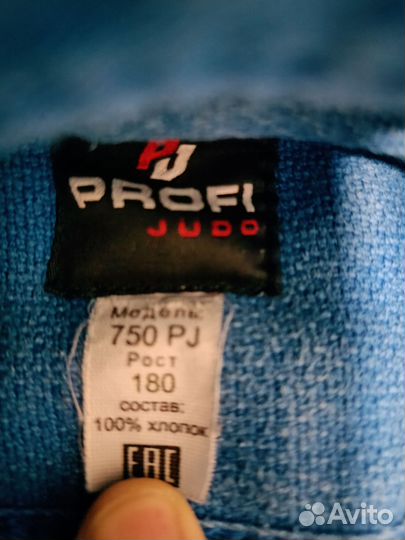 PJ
PROFI
JUDO
Модель:
750 PJ
Рост
180
состав:
100% хлопок
EAC
Avito